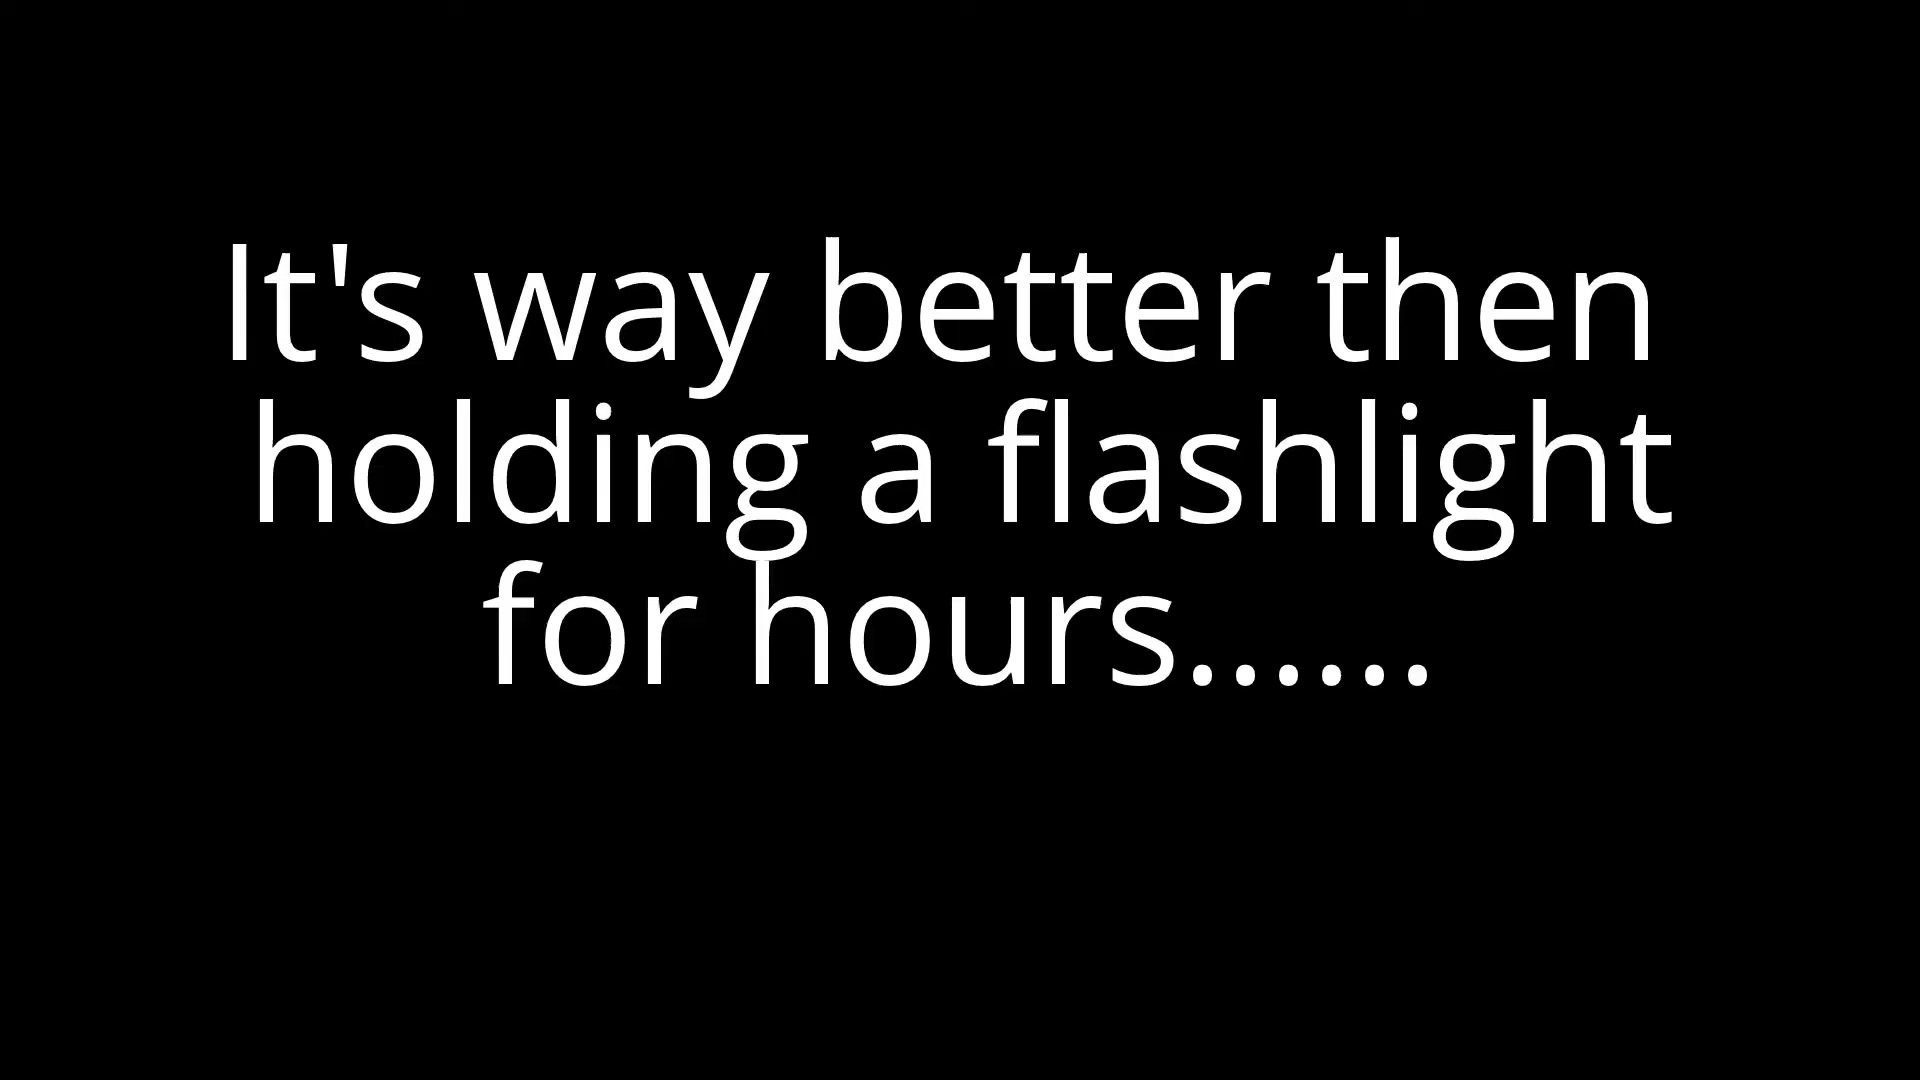 It's way better then
holding a flashlight
for hours......